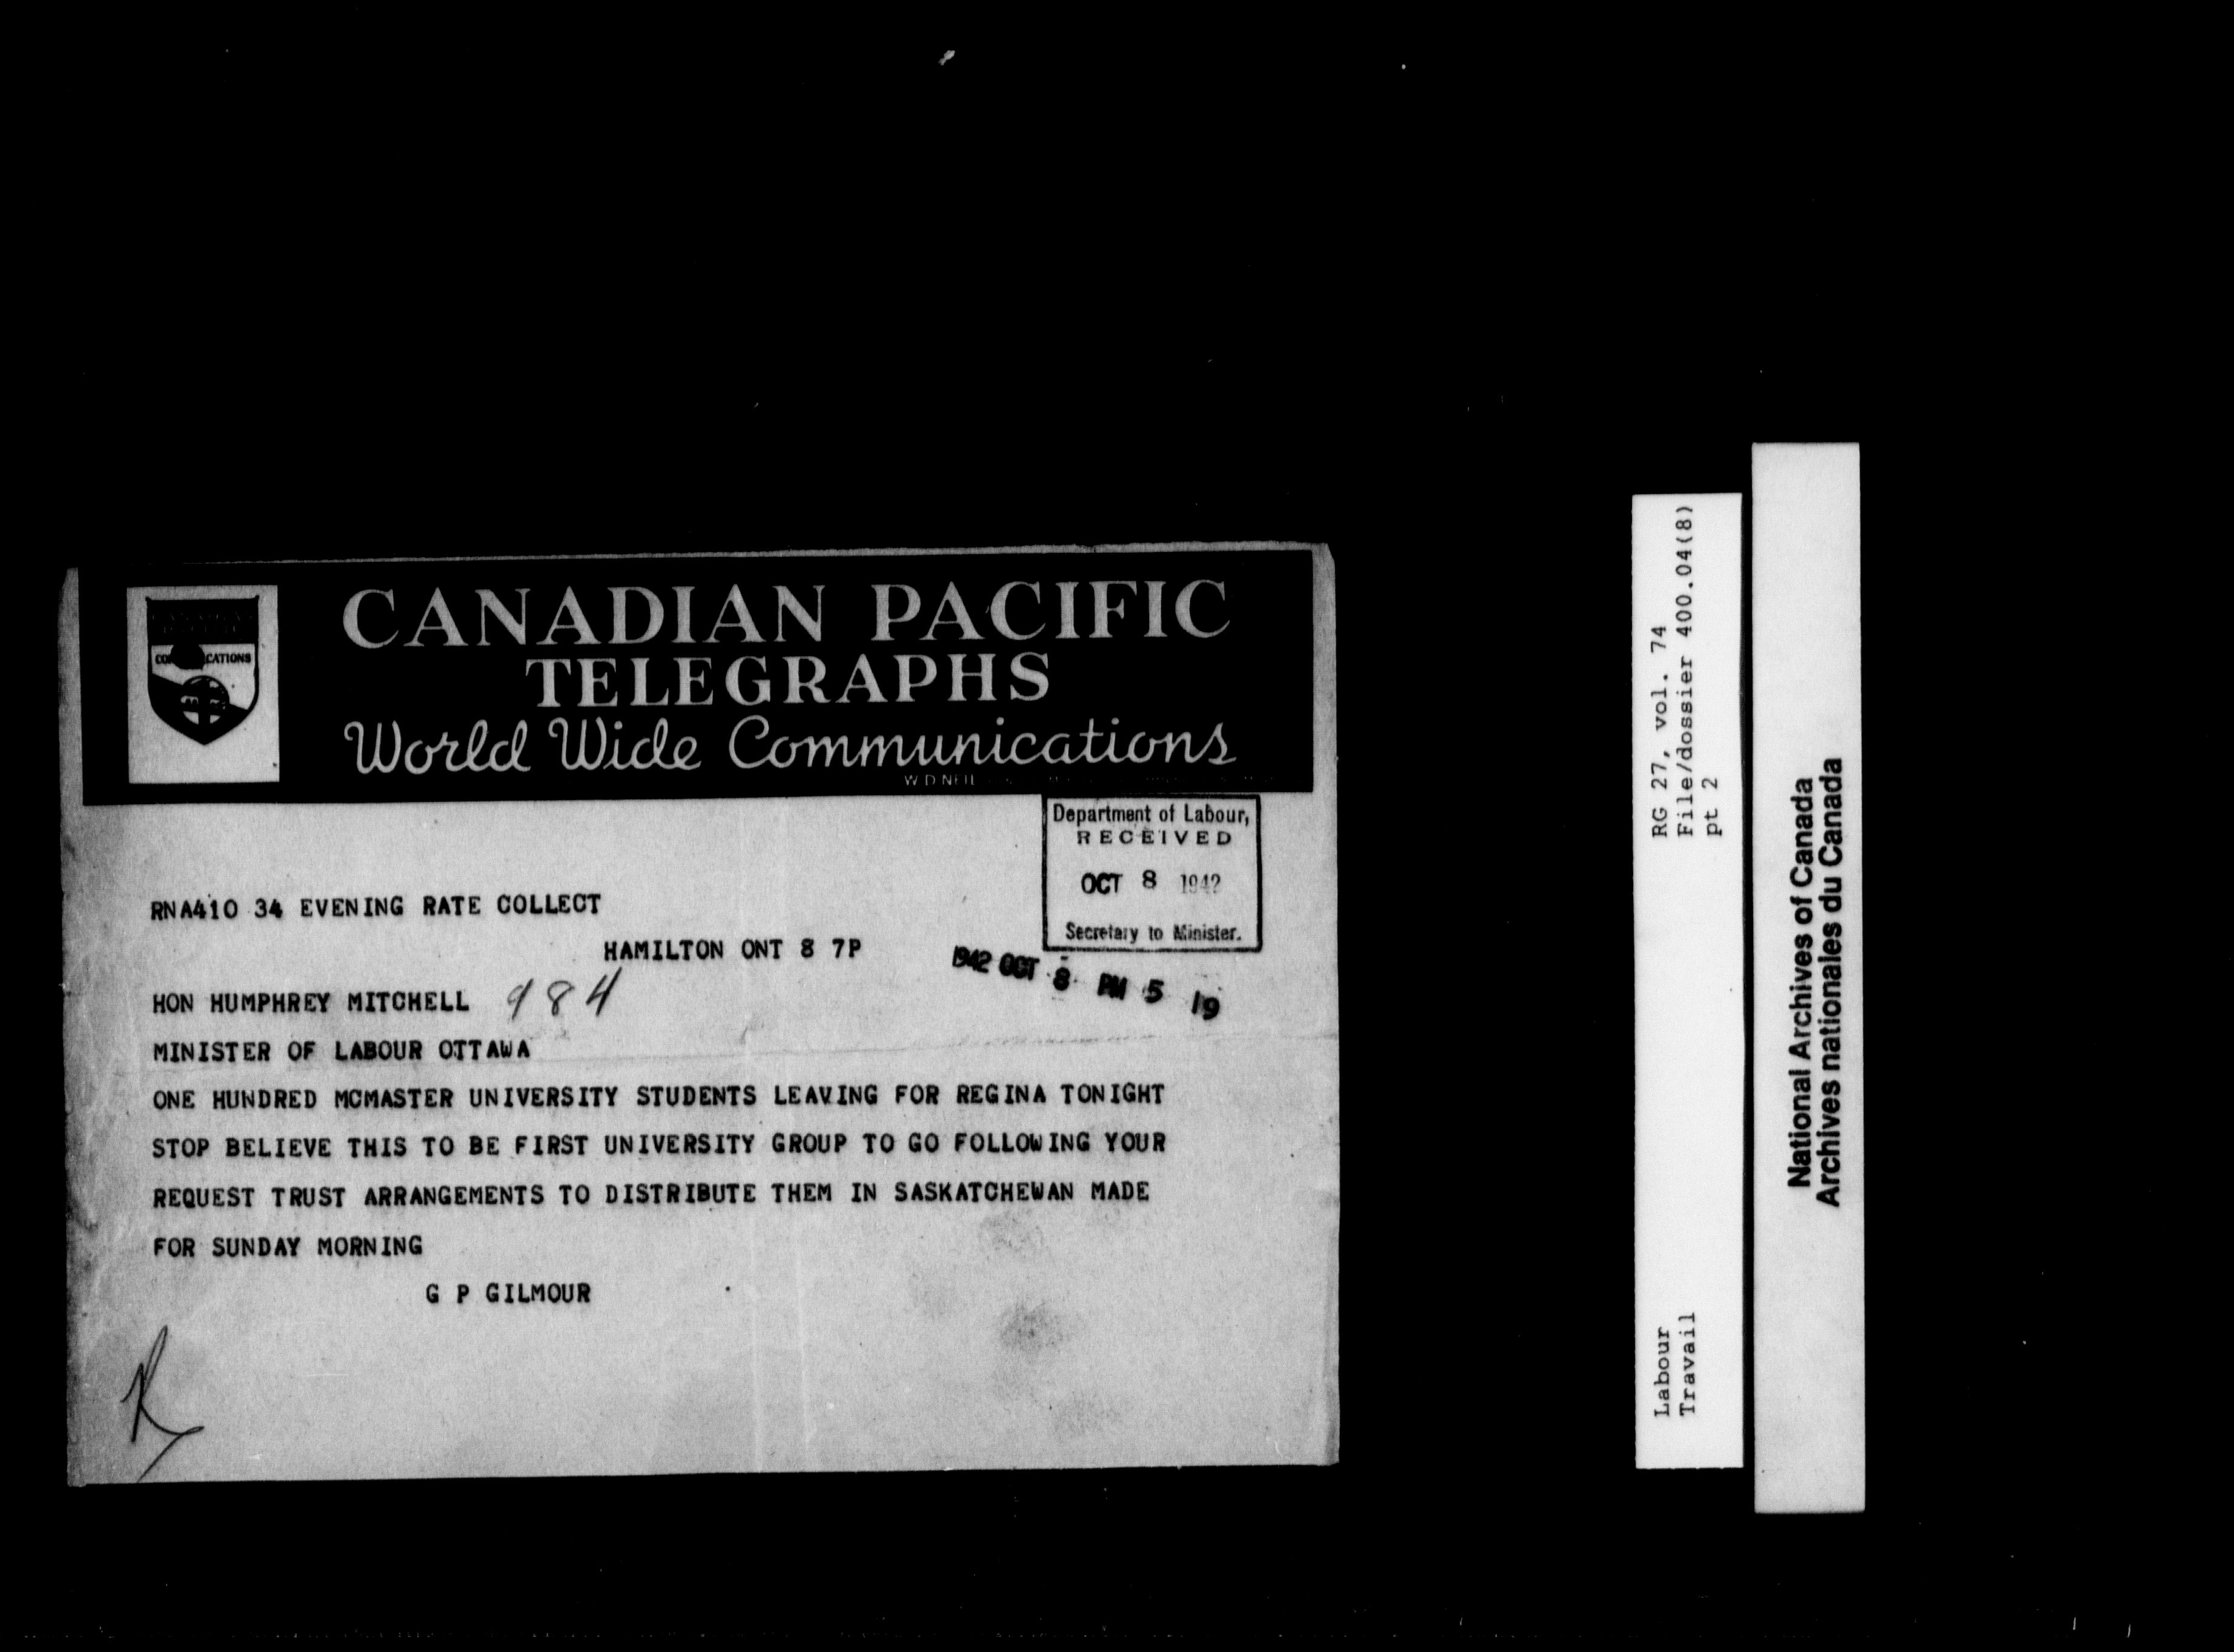 CANADIAN PACIFIC
TELEGRAPHS
World Wide Communications
W.D. NEIL
Department of Labour,
RECEIVED
OCT 8 1942
Secretary to Minister.
RNA410 34 EVENING RATE COLLECT
HAMILTON ONT 8 7P
1942 OCT 8 PM 5 19
HON HUMPHREY MITCHELL 984
MINISTER OF LABOUR OTTAWA
ONE HUNDRED MCMASTER UNIVERSITY STUDENTS LEAVING FOR REGINA TONIGHT
STOP BELIEVE THIS TO BE FIRST UNIVERSITY GROUP TO GO FOLLOWING YOUR
REQUEST TRUST ARRANGEMENTS TO DISTRIBUTE THEM IN SASKATCHEWAN MADE
FOR SUNDAY MORNING
G P GILMOUR
RG 27, vol. 74
File/dossier 400.04(8)
pt 2
Labour
Travail
National Archives of Canada
Archives nationales du Canada